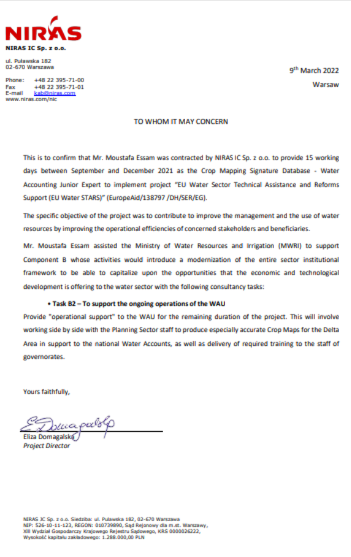 NIRAS
NIRAS IC Sp. z o.o.
ul. Puławska 182
02-670 Warszawa
Phone: +48 22 395-71-00
Fax +48 22 395-71-01
E-mail kab@niras.pl
www.niras.com/nic
9th March 2022
Warsaw
TO WHOM IT MAY CONCERN
This is to confirm that Mr. Moustafa Essam was contracted by NIRAS IC Sp. z o.o. to provide 15 working
days between September and December 2021 as the Crop Mapping Signature Database - Water
Accounting Junior Expert to implement project "EU Water Sector Technical Assistance and Reforms
Support (EU Water STARS)" (EuropeAid/138797 /DH/SER/EG).
The specific objective of the project was to contribute to improve the management and the use of water
resources by improving the operational efficiencies of concerned stakeholders and beneficiaries.
Mr. Moustafa Essam assisted the Ministry of Water Resources and Irrigation (MWRI) to support
Component B whose activities would introduce a modernization of the entire sector institutional
framework to be able to capitalize upon the opportunities that the economic and technological
development is offering to the water sector with the following consultancy tasks:
• Task B2 – To support the ongoing operations of the WAU
Provide "operational support" to the WAU for the remaining duration of the project. This will involve
working side by side with the Planning Sector staff to produce especially accurate Crop Maps for the Delta
Area in support to the national Water Accounts, as well as delivery of required training to the staff of
governorates.
Yours faithfully,
E. Domagalska
Eliza Domagalska
Project Director
NIRAS IC Sp. z o.o. Siedziba: ul. Puławska 182, 02-670 Warszawa
NIP: 526-10-11-123, REGON: 010739890, Sąd Rejonowy dla m.st. Warszawy,
XIII Wydział Gospodarczy Krajowego Rejestru Sądowego, KRS 0000026222,
Wysokość kapitału zakładowego: 1.288.000,00 PLN